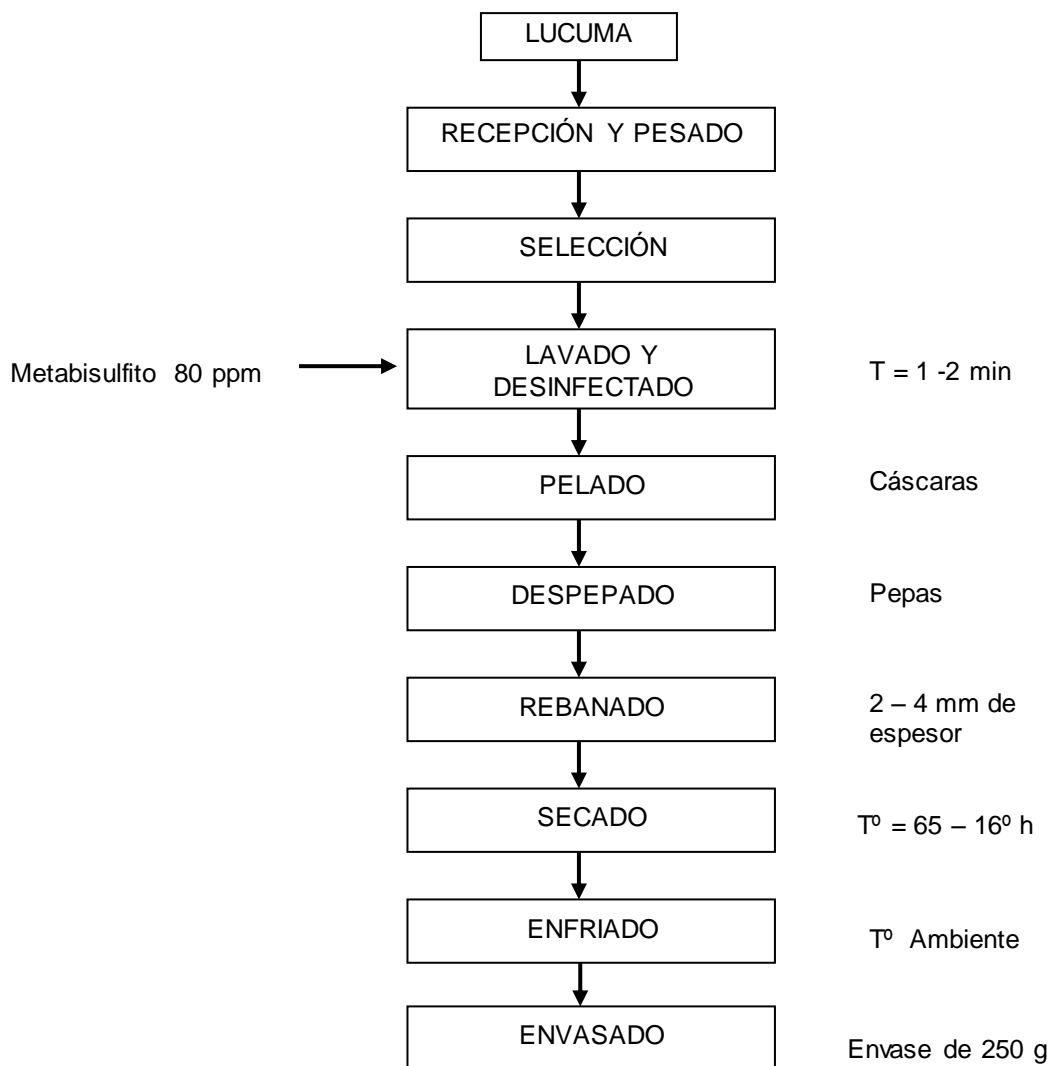 LUCUMA
RECEPCIÓN Y PESADO
SELECCIÓN
Metabisulfito 80 ppm
LAVADO Y
DESINFECTADO
T = 1 -2 min
PELADO
Cáscaras
DESPEPADO
Pepas
REBANADO
2 – 4 mm de
espesor
SECADO
Tº = 65 – 16º h
ENFRIADO
Tº Ambiente
ENVASADO
Envase de 250 g